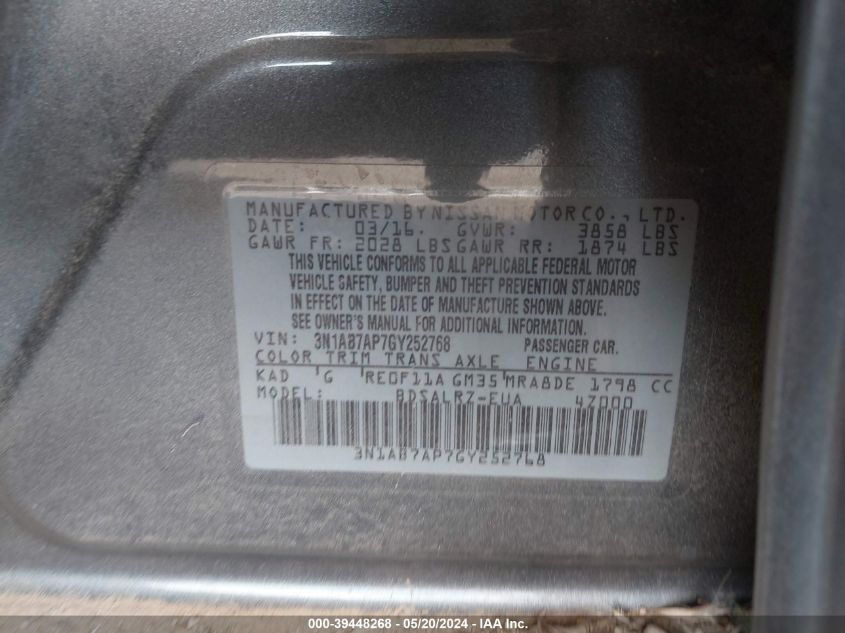 MANUFACTURED BY NISSAN MOTOR CO., LTD.
DATE: 03/16. GVWR: 3858 LBS
GAWR FR: 2028 LBS GAWR RR: 1874 LBS
THIS VEHICLE CONFORMS TO ALL APPLICABLE FEDERAL MOTOR
VEHICLE SAFETY, BUMPER AND THEFT PREVENTION STANDARDS
IN EFFECT ON THE DATE OF MANUFACTURE SHOWN ABOVE.
SEE OWNER'S MANUAL FOR ADDITIONAL INFORMATION.
VIN: 3N1AB7AP7GY252768 PASSENGER CAR.
COLOR TRIM TRANS AXLE ENGINE
KAD G RE0F11A GM35 MRA8DE 1798 CC
MODEL: BDSALRZ-EUA 4Z000
3N1AB7AP7GY252768
000-39448268 - 05/20/2024 - IAAI Inc.